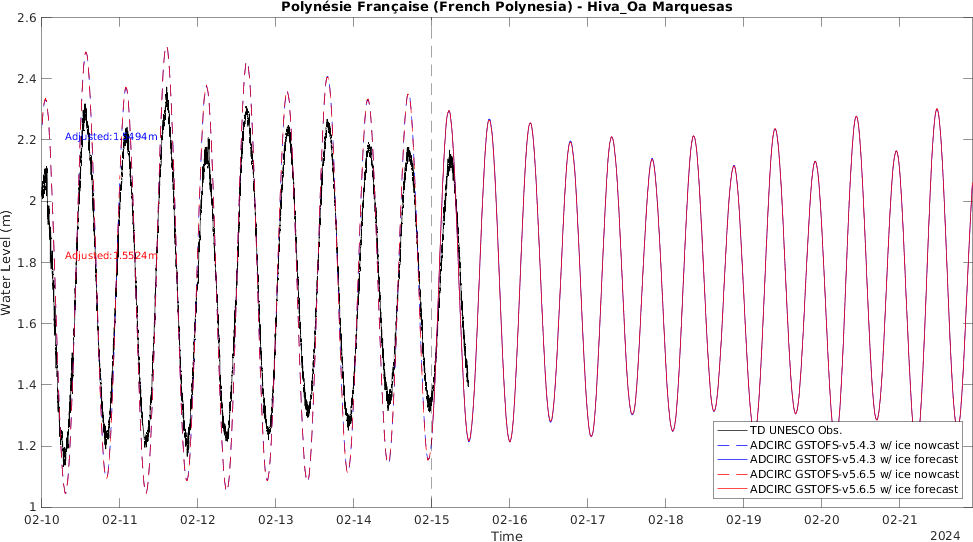 Polynésie Française (French Polynesia) - Hiva_Oa Marquesas
2.6
2.4
2.2
2
1.8
1.6
1.4
1.2
1
Water Level (m)
Adjusted:1.5524m
02-10
02-11
02-12
02-13
02-14
02-15
02-16
02-17
02-18
02-19
02-20
02-21
Time
2024
TD UNESCO Obs.
ADCIRC GSTOFS-v5.4.3 w/ ice nowcast
ADCIRC GSTOFS-v5.4.3 w/ ice forecast
ADCIRC GSTOFS-v5.6.5 w/ ice nowcast
ADCIRC GSTOFS-v5.6.5 w/ ice forecast